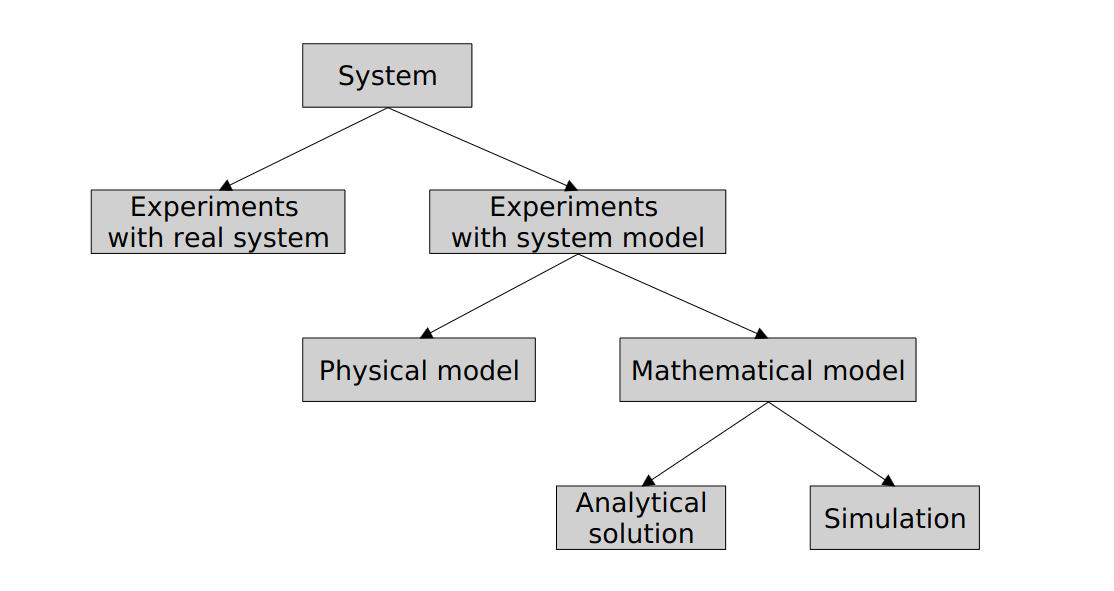 System
Experiments
with real system
Experiments
with system model
Physical model
Mathematical model
Analytical
solution
Simulation